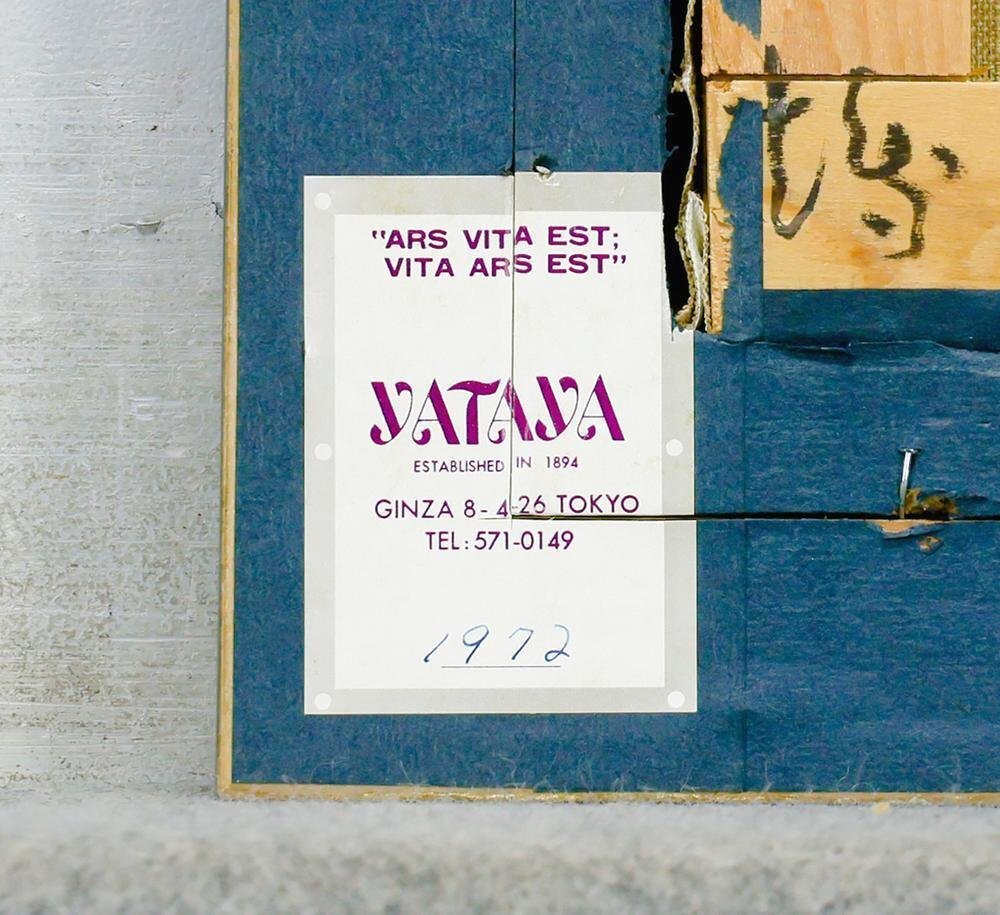 "ARS VITA EST;
VITA ARS EST"
YATAYA
ESTABLISHED IN 1894
GINZA 8-4-26 TOKYO
TEL: 571-0149
1972